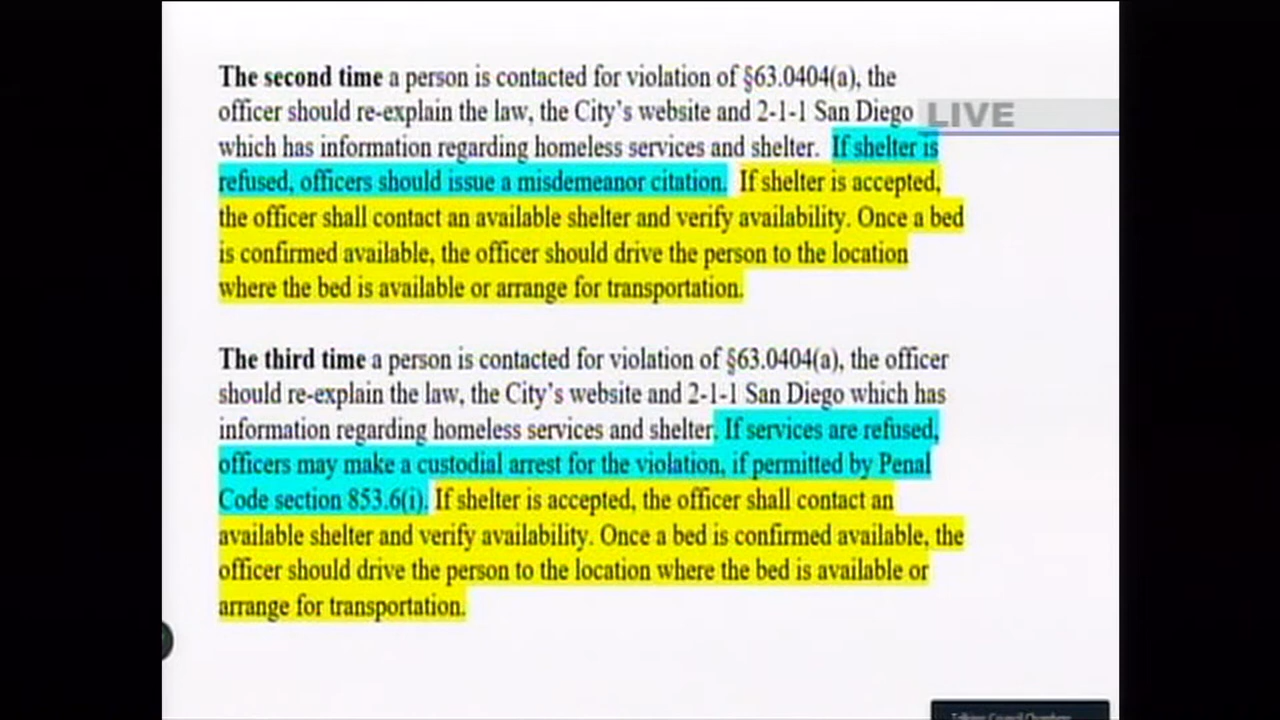 The second time a person is contacted for violation of §63.0404(a), the
officer should re-explain the law, the City's website and 2-1-1 San Diego
LIVE
which has information regarding homeless services and shelter. If shelter is
refused, officers should issue a misdemeanor citation. If shelter is accepted,
the officer shall contact an available shelter and verify availability. Once a bed
is confirmed available, the officer should drive the person to the location
where the bed is available or arrange for transportation.
The third time a person is contacted for violation of §63.0404(a), the officer
should re-explain the law, the City's website and 2-1-1 San Diego which has
information regarding homeless services and shelter. If services are refused,
officers may make a custodial arrest for the violation, if permitted by Penal
Code section 853.6(i). If shelter is accepted, the officer shall contact an
available shelter and verify availability. Once a bed is confirmed available, the
officer should drive the person to the location where the bed is available or
arrange for transportation.